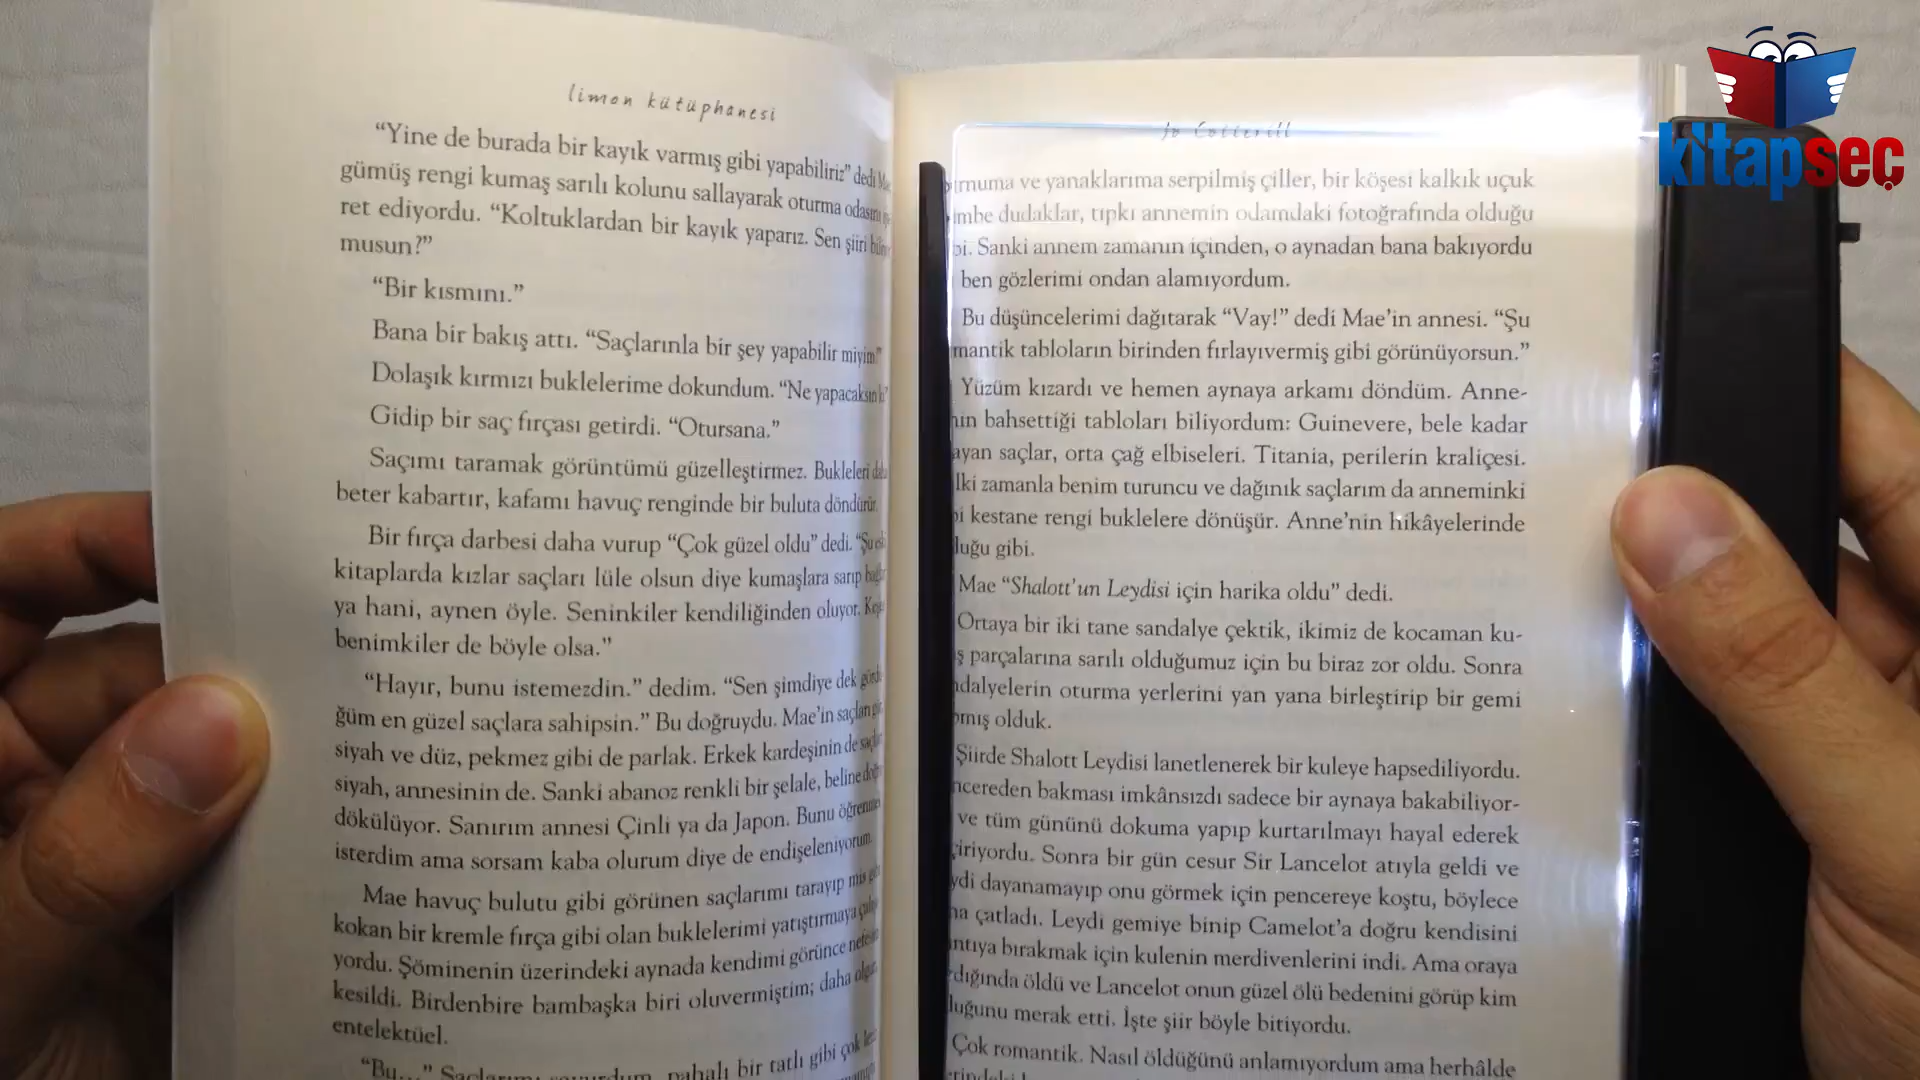 limon kütüphanesi
“Yine de burada bir kayık varmış gibi yapabiliriz” dedi
gümüş rengi kumaş sarılı kolunu sallayarak oturma odasını
ret ediyordu. “Koltuklardan bir kayık yaparız. Sen şiiri
musun?”
“Bir kısmını.”
Bana bir bakış attı. “Saçlarınla bir şey yapabilir miyim?”
Dolaşık kırmızı buklelerime dokundum. “Ne yapacaksın
Gidip bir saç fırçası getirdi. “Otursana.”
Saçımı taramak görüntümü güzelleştirmez. Bukleleri
beter kabartır, kafamı havuç renginde bir buluta döndürür.
Bir fırça darbesi daha vurup “Çok güzel oldu” dedi. “Şu
kitaplarda kızlar saçları lüle olsun diye kumaşlara sarıp
ya hani, aynen öyle. Seninkiler kendiliğinden oluyor.
benimkiler de böyle olsa.”
“Hayır, bunu istemezdin.” dedim. “Sen şimdiye dek
ğüm en güzel saçlara sahipsin.” Bu doğruydu. Mae’in saçları
siyah ve düz, pekmez gibi de parlak. Erkek kardeşinin de
siyah, annesinin de. Sanki abanoz renkli bir şelale, beline
dökülüyor. Sanırım annesi Çinli ya da Japon. Bunu
isterdim ama sorsam kaba olurum diye de endişeleniyorum.
Mae havuç bulutu gibi görünen saçlarımı tarayıp mis
kokan bir kremle fırça gibi olan buklelerimi yatıştırmaya
yordu. Şöminenin üzerindeki aynada kendimi görünce
kesildi. Birdenbire bambaşka biri oluvermiştim; daha olgun,
entelektüel.
“Bu...” Saçlarımı pahalı bir tatlı gibi çok
Jo Cotterill
ve yanaklarıma serpilmiş çiller, bir köşesi kalkık uçuk
dudaklar, tıpkı annemin odamdaki fotoğrafında olduğu
Sanki annem zamanın içinden, o aynadan bana bakıyordu
ben gözlerimi ondan alamıyordum.
Bu düşüncelerimi dağıtarak “Vay!” dedi Mae’in annesi. “Şu
mantik tabloların birinden fırlayıvermiş gibi görünüyorsun.”
Yüzüm kızardı ve hemen aynaya arkamı döndüm. Anne-
bahsettiği tabloları biliyordum: Guinevere, bele kadar
saçlar, orta çağ elbiseleri. Titania, perilerin kraliçesi.
zamanla benim turuncu ve dağınık saçlarım da anneminki
kestane rengi buklelere dönüşür. Anne’nin hikâyelerinde
gibi.
Mae “Shalott’un Leydisi için harika oldu” dedi.
Ortaya bir iki tane sandalye çektik, ikimiz de kocaman ku-
parçalarına sarılı olduğumuz için bu biraz zor oldu. Sonra
oturma yerlerini yan yana birleştirip bir gemi
olduk.
Şiirde Shalott Leydisi lanetlenerek bir kuleye hapsediliyordu.
bakması imkânsızdı sadece bir aynaya bakabiliyor-
ve tüm gününü dokuma yapıp kurtarılmayı hayal ederek
Sonra bir gün cesur Sir Lancelot atıyla geldi ve
dayanamayıp onu görmek için pencereye koştu, böylece
çatladı. Leydi gemiye binip Camelot’a doğru kendisini
bırakmak için kulenin merdivenlerini indi. Ama oraya
öldü ve Lancelot onun güzel ölü bedenini görüp kim
merak etti. İşte şiir böyle bitiyordu.
Çok romantik. Nasıl öldüğünü anlamıyordum ama herhâlde
kitapseç